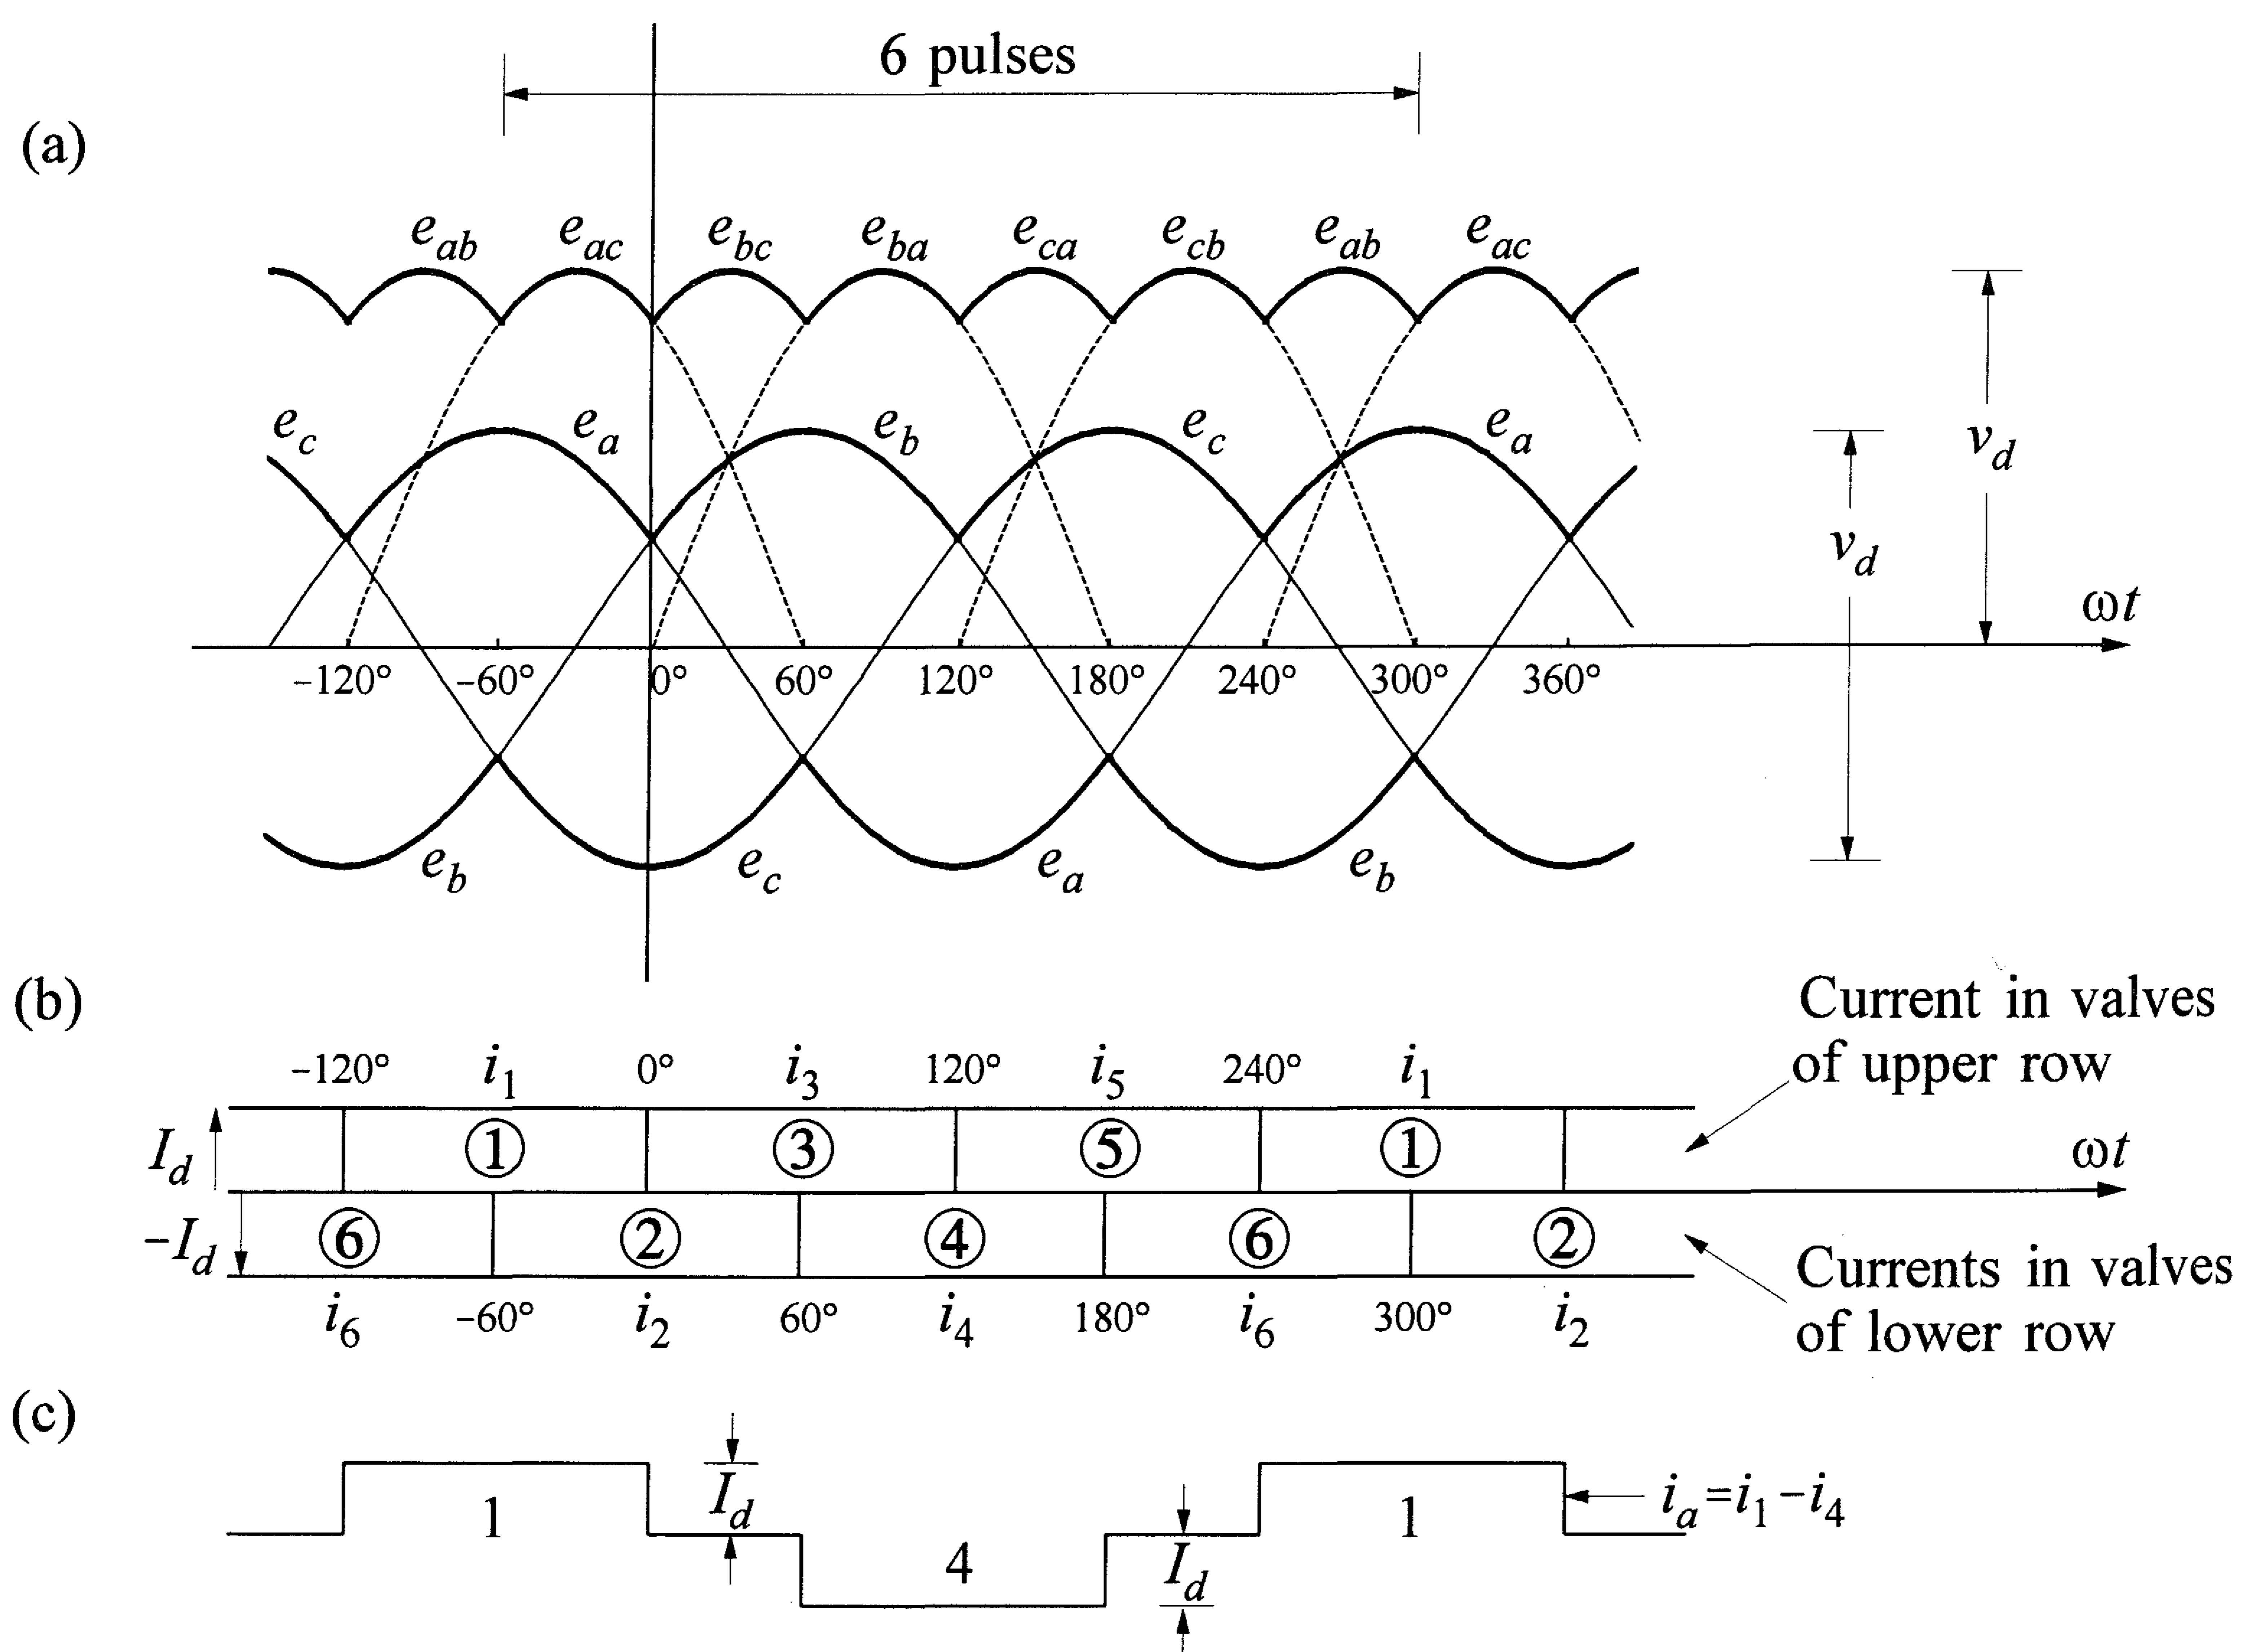 6 pulses
(a)
e_ab e_ac e_bc e_ba e_ca e_cb e_ab e_ac
e_c e_a e_b e_c e_a
v_d
v_d
ωt
−120° −60° 0° 60° 120° 180° 240° 300° 360°
e_b e_c e_a e_b
(b)
Current in valves
of upper row
−120° i_1 0° i_3 120° i_5 240° i_1
I_d ① ③ ⑤ ① ωt
−I_d ⑥ ② ④ ⑥ ②
i_6 −60° i_2 60° i_4 180° i_6 300° i_2
Currents in valves
of lower row
(c)
1 I_d 4 I_d 1 i_a=i_1−i_4